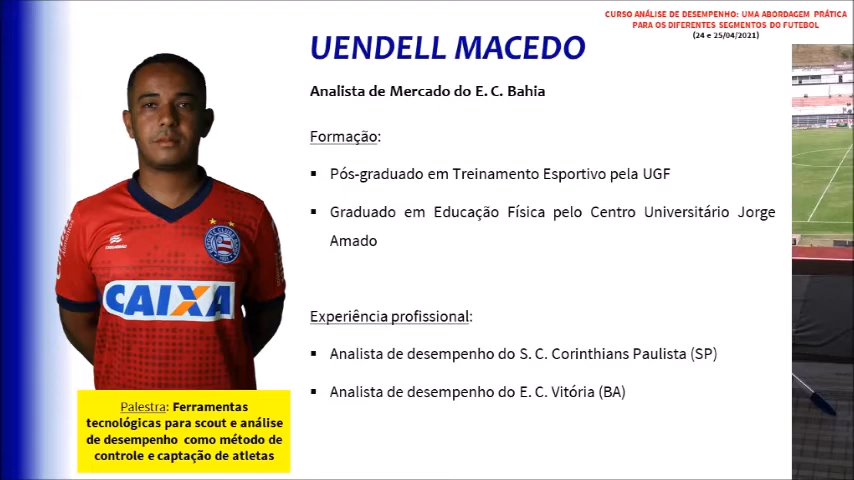 CURSO ANÁLISE DE DESEMPENHO: UMA ABORDAGEM PRÁTICA
PARA OS DIFERENTES SEGMENTOS DO FUTEBOL
(24 e 25/04/2021)
UENDELL MACEDO
Analista de Mercado do E. C. Bahia
Formação:
▪ Pós-graduado em Treinamento Esportivo pela UGF
▪ Graduado em Educação Física pelo Centro Universitário Jorge
Amado
Experiência profissional:
▪ Analista de desempenho do S. C. Corinthians Paulista (SP)
▪ Analista de desempenho do E. C. Vitória (BA)
CAIXA
Palestra: Ferramentas
tecnológicas para scout e análise
de desempenho como método de
controle e captação de atletas